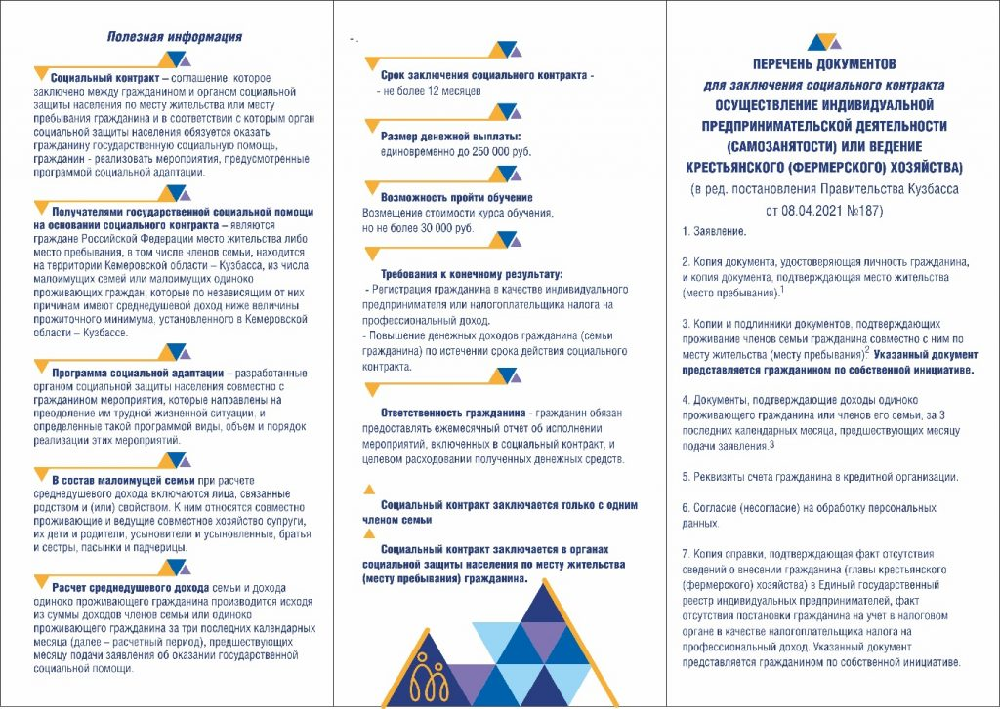 Полезная информация
Социальный контракт – соглашение, которое
заключено между гражданином и органом социальной
защиты населения по месту жительства или месту
пребывания гражданина и в соответствии с которым орган
социальной защиты населения обязуется оказать
гражданину государственную социальную помощь,
гражданин - реализовать мероприятия, предусмотренные
программой социальной адаптации.
Получателями государственной социальной помощи
на основании социального контракта – являются
граждане Российской Федерации место жительства либо
место пребывания, в том числе членов семьи, находится
на территории Кемеровской области – Кузбасса, из числа
малоимущих семей или малоимущих одиноко
проживающих граждан, которые по независящим от них
причинам имеют среднедушевой доход ниже величины
прожиточного минимума, установленного в Кемеровской
области – Кузбассе.
Программа социальной адаптации – разработанные
органом социальной защиты населения совместно с
гражданином мероприятия, которые направлены на
преодоление им трудной жизненной ситуации, и
определенные такой программой виды, объем и порядок
реализации этих мероприятий.
В состав малоимущей семьи при расчете
среднедушевого дохода включаются лица, связанные
родством и (или) свойством. К ним относятся совместно
проживающие и ведущие совместное хозяйство супруги,
их дети и родители, усыновители и усыновленные, братья
и сестры, пасынки и падчерицы.
Расчет среднедушевого дохода семьи и дохода
одиноко проживающего гражданина производится исходя
из суммы доходов членов семьи или одиноко
проживающего гражданина за три последних календарных
месяца (далее – расчетный период), предшествующих
месяцу подачи заявления об оказании государственной
социальной помощи.
- .
Срок заключения социального контракта -
- не более 12 месяцев
Размер денежной выплаты:
единовременно до 250 000 руб.
Возможность пройти обучение
Возмещение стоимости курса обучения,
но не более 30 000 руб.
Требования к конечному результату:
- Регистрация гражданина в качестве индивидуального
предпринимателя или налогоплательщика налога на
профессиональный доход.
- Повышение денежных доходов гражданина (семьи
гражданина) по истечении срока действия социального
контракта.
Ответственность гражданина - гражданин обязан
предоставлять ежемесячный отчет об исполнении
мероприятий, включенных в социальный контракт, и
целевом расходовании полученных денежных средств.
Социальный контракт заключается только с одним
членом семьи
Социальный контракт заключается в органах
социальной защиты населения по месту жительства
(месту пребывания) гражданина.
ПЕРЕЧЕНЬ ДОКУМЕНТОВ
для заключения социального контракта
ОСУЩЕСТВЛЕНИЕ ИНДИВИДУАЛЬНОЙ
ПРЕДПРИНИМАТЕЛЬСКОЙ ДЕЯТЕЛЬНОСТИ
(САМОЗАНЯТОСТИ) ИЛИ ВЕДЕНИЕ
КРЕСТЬЯНСКОГО (ФЕРМЕРСКОГО) ХОЗЯЙСТВА)
(в ред. постановления Правительства Кузбасса
от 08.04.2021 №187)
1. Заявление.
2. Копия документа, удостоверяющая личность гражданина,
и копия документа, подтверждающая место жительства
(место пребывания).1
3. Копии и подлинники документов, подтверждающих
проживание членов семьи гражданина совместно с ним по
месту жительства (месту пребывания).2 Указанный документ
представляется гражданином по собственной инициативе.
4. Документы, подтверждающие доходы одиноко
проживающего гражданина или членов его семьи, за 3
последних календарных месяца, предшествующих месяцу
подачи заявления.3
5. Реквизиты счета гражданина в кредитной организации.
6. Согласие (несогласие) на обработку персональных
данных.
7. Копия справки, подтверждающая факт отсутствия
сведений о внесении гражданина (главы крестьянского
(фермерского) хозяйства) в Единый государственный
реестр индивидуальных предпринимателей, факт
отсутствия постановки гражданина на учет в налоговом
органе в качестве налогоплательщика налога на
профессиональный доход. Указанный документ
представляется гражданином по собственной инициативе.